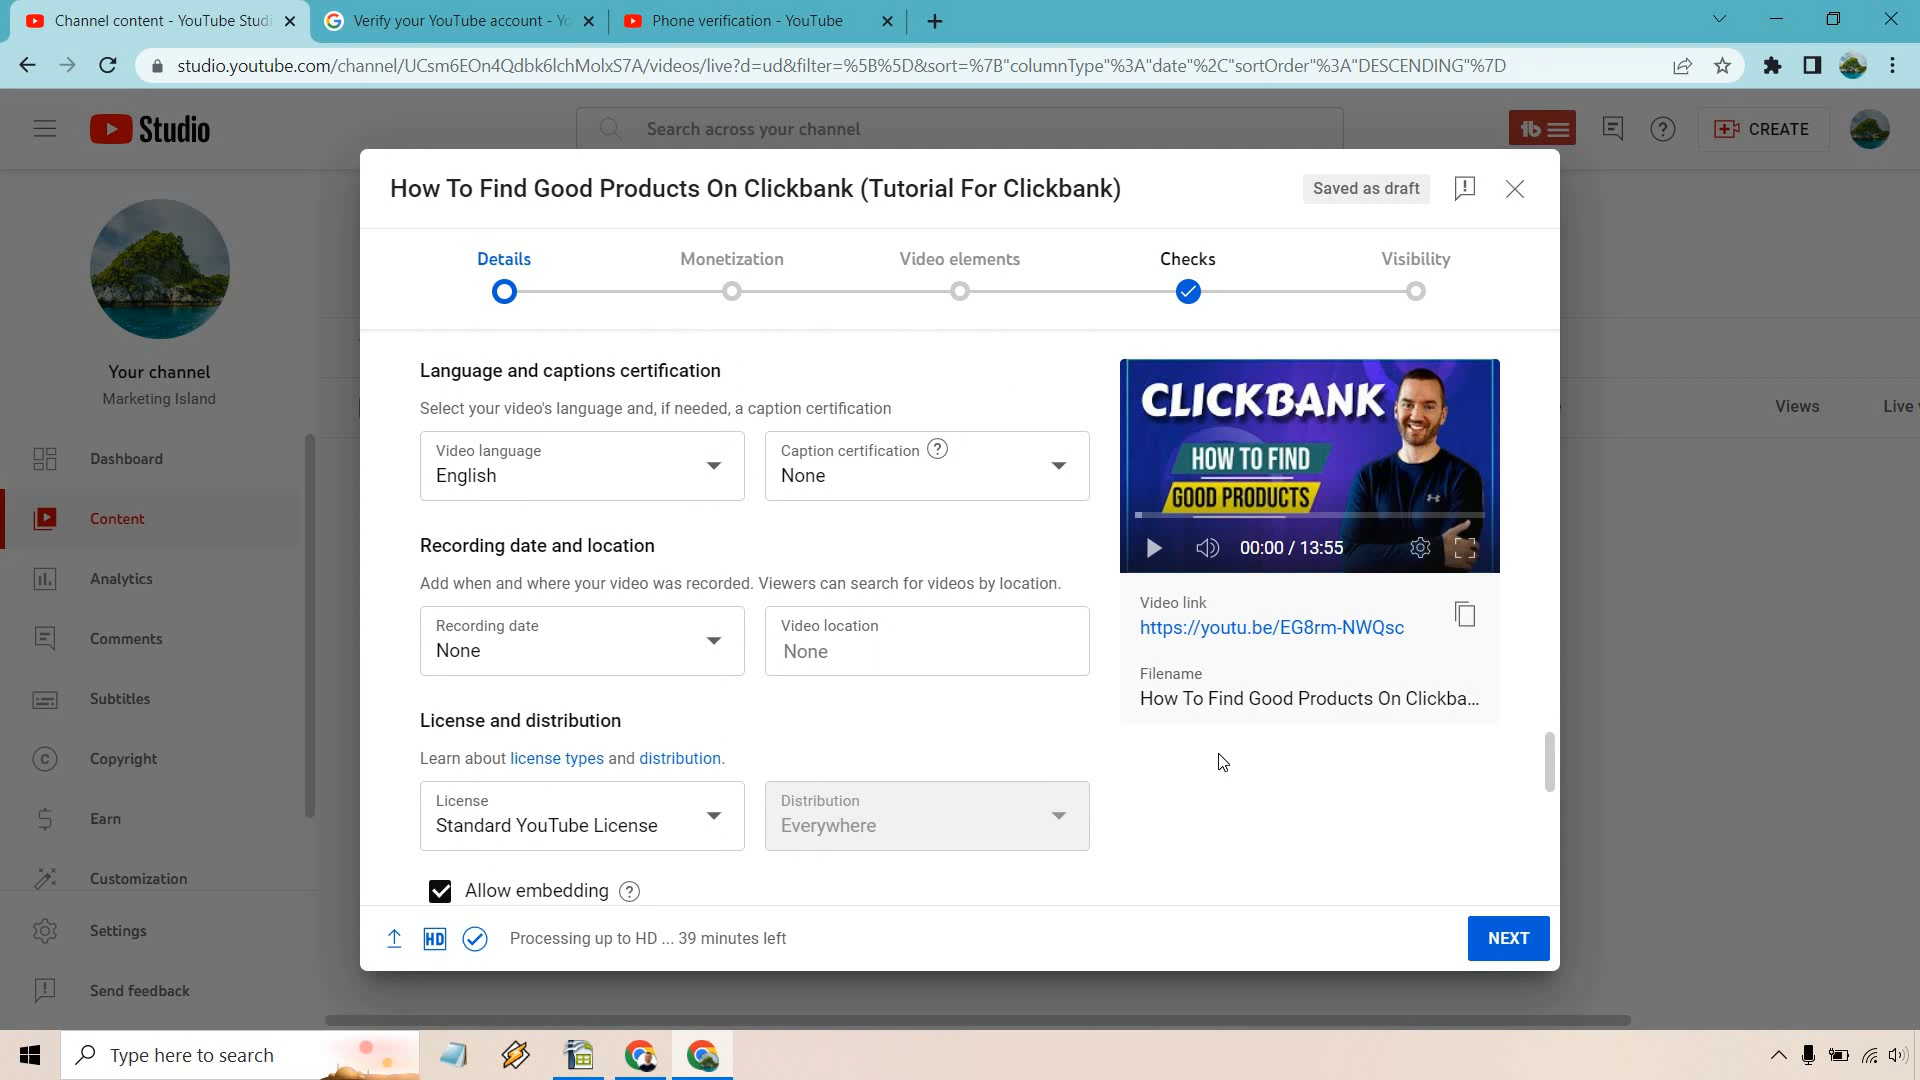 Channel content - YouTube Studi
Verify your YouTube account - Yo
Phone verification - YouTube
studio.youtube.com/channel/UCsm6EOn4Qdbk6lchMolxS7A/videos/live?d=ud&filter=%5B%5D&sort=%7B"columnType"%3A"date"%2C"sortOrder"%3A"DESCENDING"%7D
Studio
Search across your channel
tb
CREATE
How To Find Good Products On Clickbank (Tutorial For Clickbank)
Saved as draft
Details
Monetization
Video elements
Checks
Visibility
Your channel
Marketing Island
Dashboard
Content
Analytics
Comments
Subtitles
Copyright
Earn
Customization
Settings
Send feedback
Language and captions certification
Select your video's language and, if needed, a caption certification
Video language
English
Caption certification
None
Recording date and location
Add when and where your video was recorded. Viewers can search for videos by location.
Recording date
None
Video location
None
License and distribution
Learn about license types and distribution.
License
Standard YouTube License
Distribution
Everywhere
Allow embedding
CLICKBANK
HOW TO FIND
GOOD PRODUCTS
00:00 / 13:55
Video link
https://youtu.be/EG8rm-NWQsc
Filename
How To Find Good Products On Clickba...
Views
Live
HD
Processing up to HD ... 39 minutes left
NEXT
Type here to search